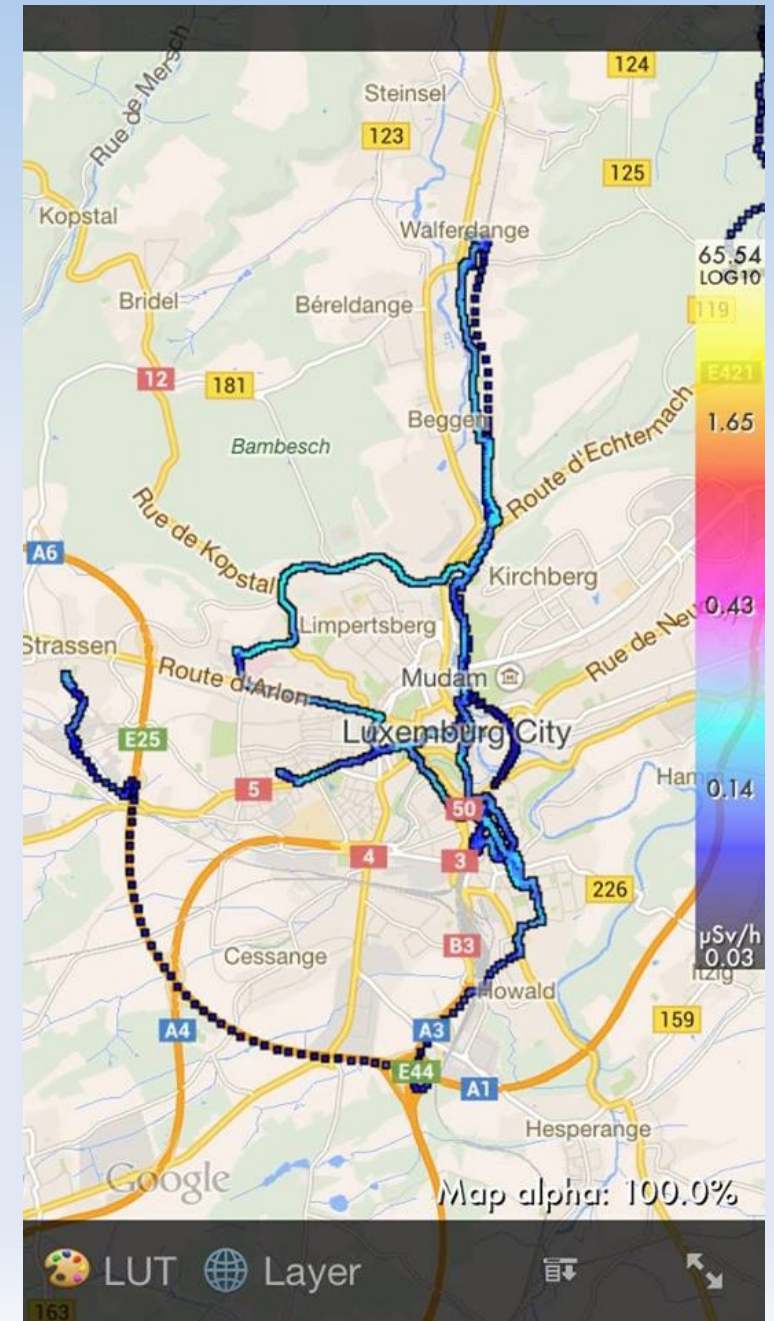 Rue de Mersch
124
Steinsel
123
125
Kopstal
Walferdange
65.54
LOG10
Bridel
Béreldange
119
12
181
E421
Beggen
1.65
Bambesch
Route d'Echternach
Rue de Kopstal
A6
Kirchberg
0.43
Limpertsberg
Strassen
Rue de Neu
Route d'Arlon
Mudam
Luxemburg City
E25
Hamm
0.14
5
50
4
3
226
B3
µSv/h
0.03
Cessange
Itzig
Howald
159
A4
A3
E44
A1
Hesperange
Google
Map alpha: 100.0%
LUT
Layer
163